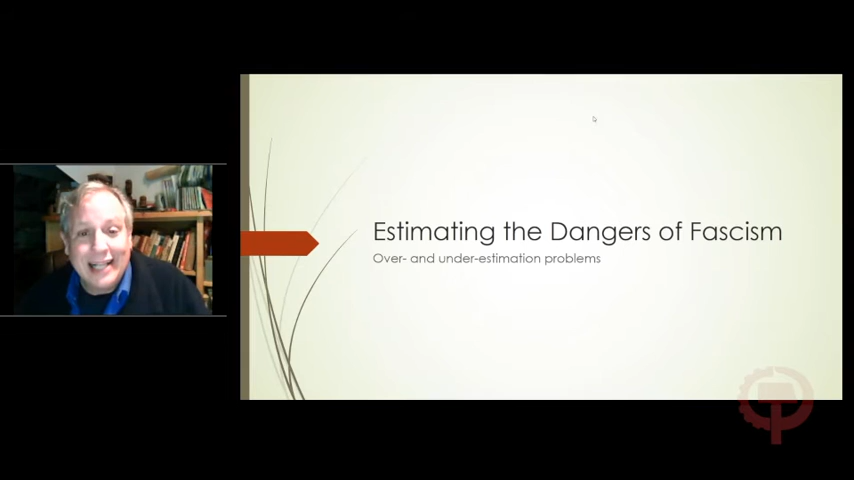 Estimating the Dangers of Fascism
Over- and under-estimation problems